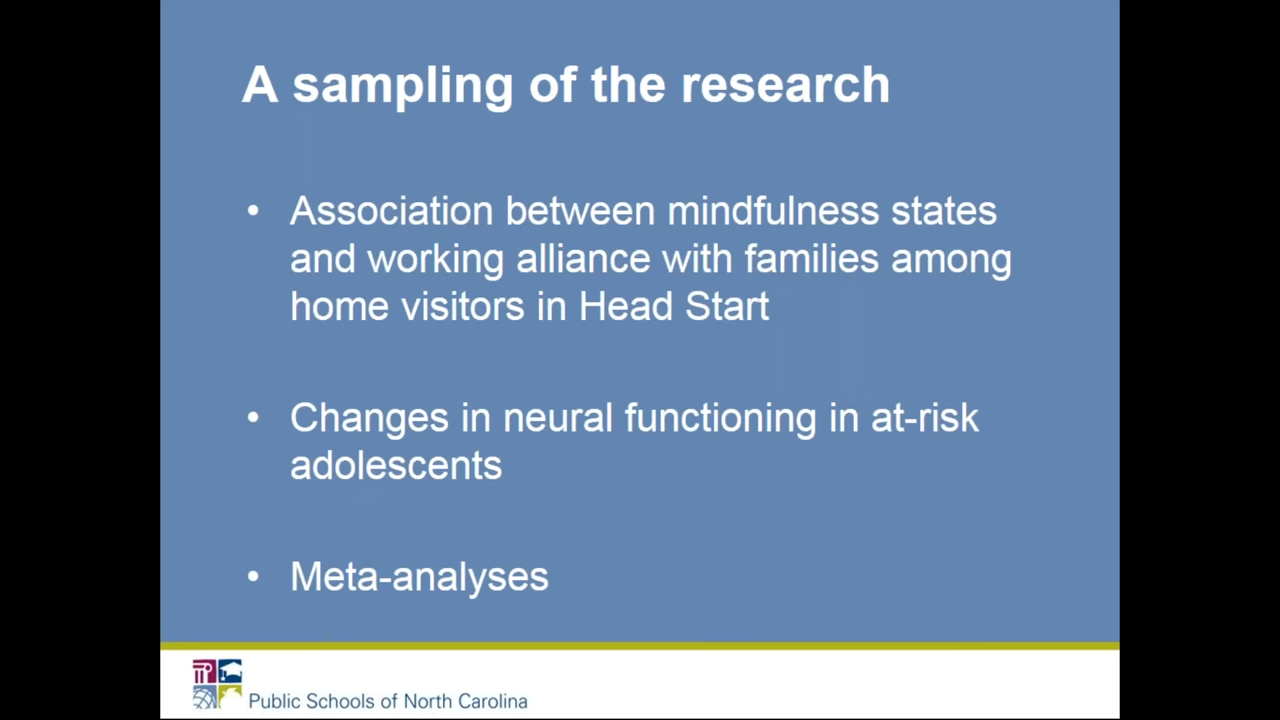 A sampling of the research
• Association between mindfulness states
and working alliance with families among
home visitors in Head Start
• Changes in neural functioning in at-risk
adolescents
• Meta-analyses
Public Schools of North Carolina